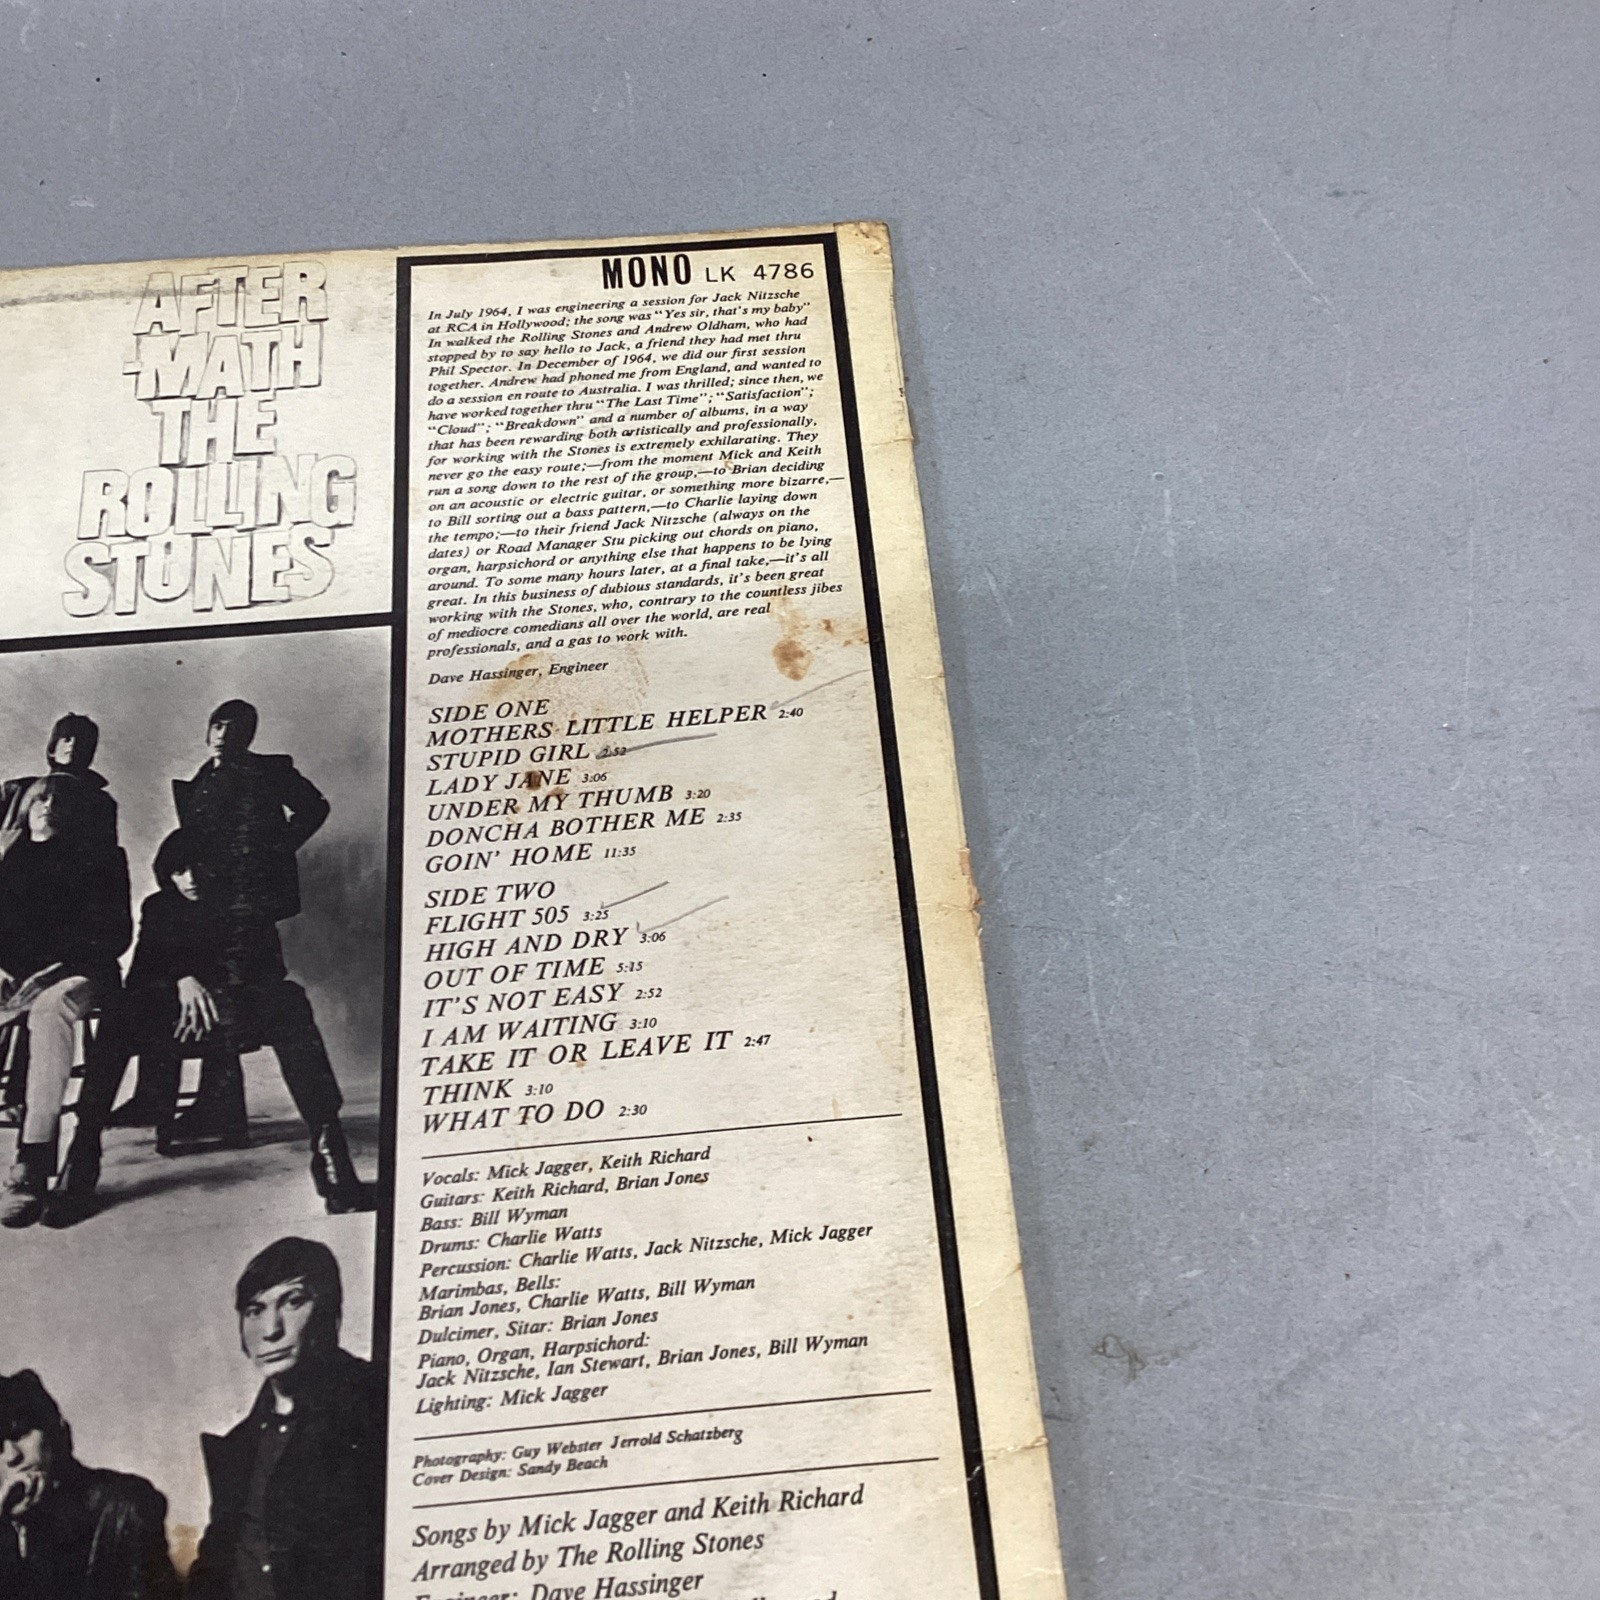 AFTER
-MATH
THE
ROLLING
STONES
MONO LK 4786
In July 1964, I was engineering a session for Jack Nitzsche
at RCA in Hollywood; the song was "Yes sir, that's my baby"
In walked the Rolling Stones and Andrew Oldham, who had
stopped by to say hello to Jack, a friend they had met thru
Phil Spector. In December of 1964, we did our first session
together. Andrew had phoned me from England, and wanted to
do a session en route to Australia. I was thrilled; since then, we
have worked together thru "The Last Time"; "Satisfaction";
"Cloud"; "Breakdown" and a number of albums, in a way
that has been rewarding both artistically and professionally,
for working with the Stones is extremely exhilarating. They
never go the easy route;—from the moment Mick and Keith
run a song down to the rest of the group,—to Brian deciding
on an acoustic or electric guitar, or something more bizarre,—
to Bill sorting out a bass pattern,—to Charlie laying down
the tempo;—to their friend Jack Nitzsche (always on the
dates) or Road Manager Stu picking out chords on piano,
organ, harpsichord or anything else that happens to be lying
around. To some many hours later, at a final take,—it's all
great. In this business of dubious standards, it's been great
working with the Stones, who, contrary to the countless jibes
of mediocre comedians all over the world, are real
professionals, and a gas to work with.
Dave Hassinger, Engineer
SIDE ONE
MOTHERS LITTLE HELPER 2:40
STUPID GIRL 2:52
LADY JANE 3:06
UNDER MY THUMB 3:20
DONCHA BOTHER ME 2:35
GOIN' HOME 11:35
SIDE TWO
FLIGHT 505 3:25
HIGH AND DRY 3:06
OUT OF TIME 5:15
IT'S NOT EASY 2:52
I AM WAITING 3:10
TAKE IT OR LEAVE IT 2:47
THINK 3:10
WHAT TO DO 2:30
Vocals: Mick Jagger, Keith Richard
Guitars: Keith Richard, Brian Jones
Bass: Bill Wyman
Drums: Charlie Watts
Percussion: Charlie Watts, Jack Nitzsche, Mick Jagger
Marimbas, Bells:
Brian Jones, Charlie Watts, Bill Wyman
Dulcimer, Sitar: Brian Jones
Piano, Organ, Harpsichord:
Jack Nitzsche, Ian Stewart, Brian Jones, Bill Wyman
Lighting: Mick Jagger
Photography: Guy Webster Jerrold Schatzberg
Cover Design: Sandy Beach
Songs by Mick Jagger and Keith Richard
Arranged by The Rolling Stones
Engineer: Dave Hassinger